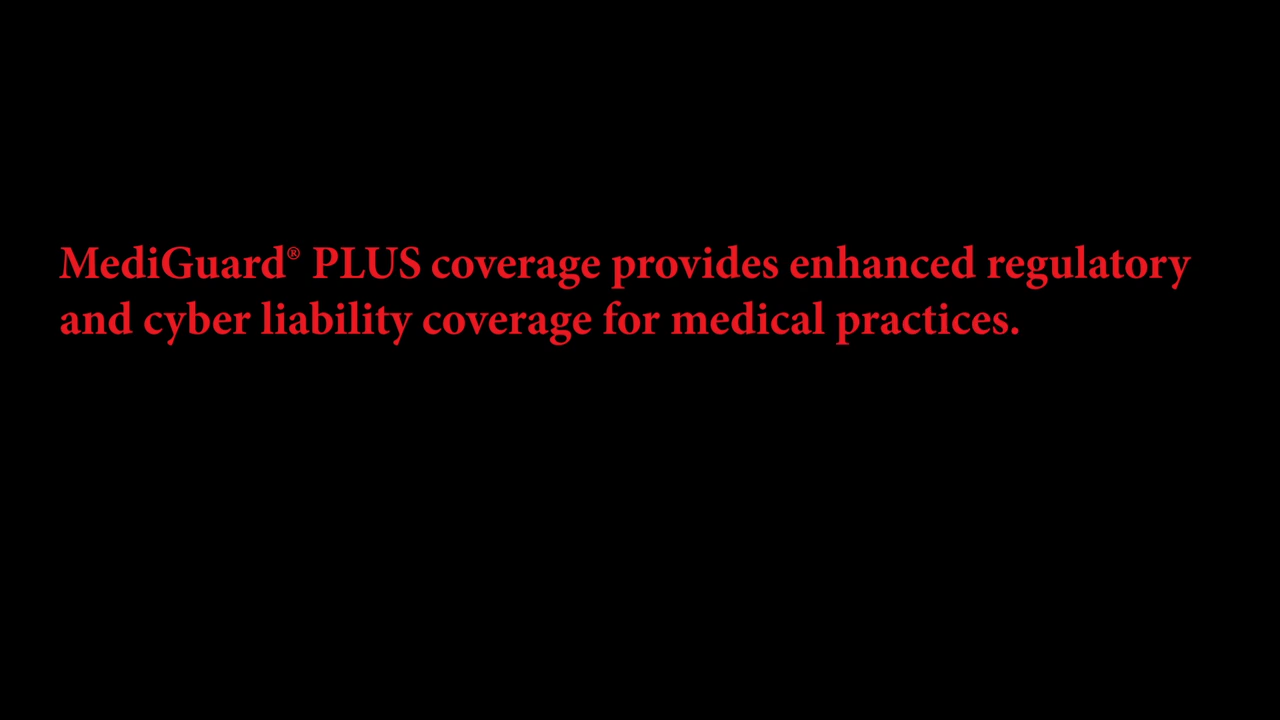 MediGuard® PLUS coverage provides enhanced regulatory
and cyber liability coverage for medical practices.